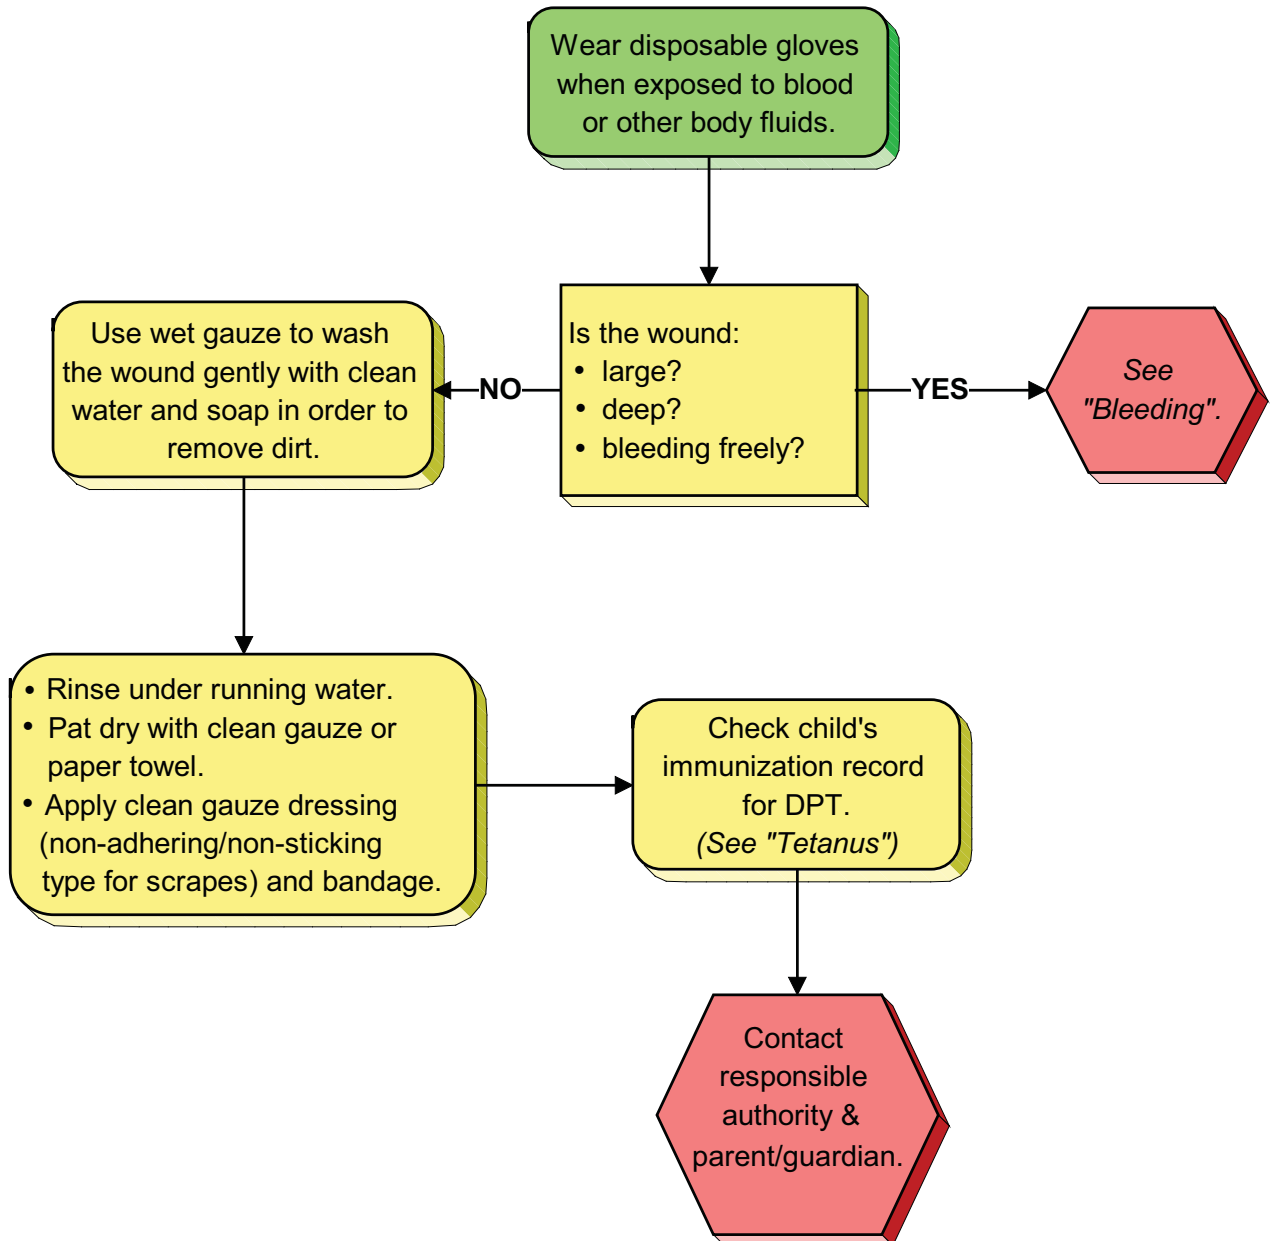 Wear disposable gloves
when exposed to blood
or other body fluids.
Use wet gauze to wash
the wound gently with clean
water and soap in order to
remove dirt.
NO
Is the wound:
• large?
• deep?
• bleeding freely?
YES
See
"Bleeding".
• Rinse under running water.
• Pat dry with clean gauze or
paper towel.
• Apply clean gauze dressing
(non-adhering/non-sticking
type for scrapes) and bandage.
Check child's
immunization record
for DPT.
(See "Tetanus")
Contact
responsible
authority &
parent/guardian.